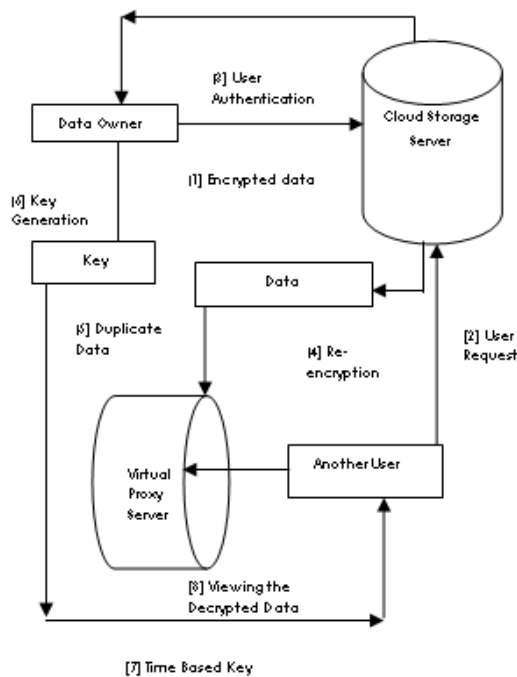 [3] User
Authentication
Data Owner
Cloud Storage
Server
[1] Encrypted data
[6] Key
Generation
Key
Data
[5] Duplicate
Data
[4] Re-
encryption
[2] User
Request
Another User
Virtual
Proxy
Server
[8] Viewing the
Decrypted Data
[7] Time Based Key